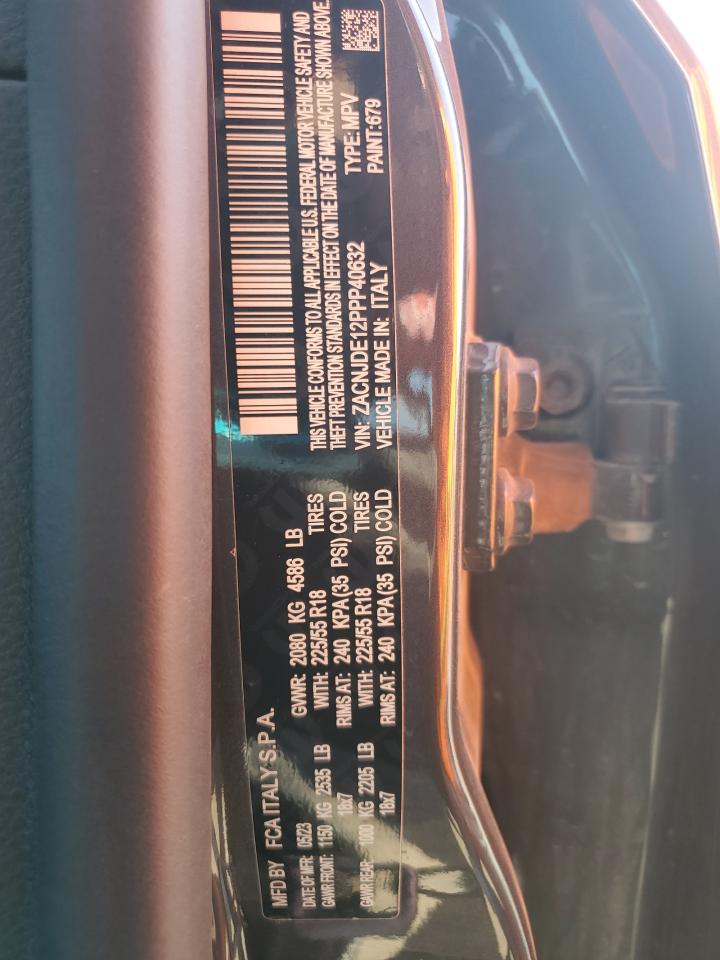 MFD BY FCA ITALY S.P.A.
DATE OF MFR: 05/23 GVWR: 2080 KG 4586 LB
GAWR FRONT: 1150 KG 2535 LB WITH: 225/55 R18 TIRES
18x7 RIMS AT: 240 KPA(35 PSI) COLD
GAWR REAR: 1000 KG 2205 LB WITH: 225/55 R18 TIRES
18x7 RIMS AT: 240 KPA(35 PSI) COLD
THIS VEHICLE CONFORMS TO ALL APPLICABLE U.S. FEDERAL MOTOR VEHICLE SAFETY AND
THEFT PREVENTION STANDARDS IN EFFECT ON THE DATE OF MANUFACTURE SHOWN ABOVE.
VIN: ZACNJDE12PPP40632 TYPE: MPV
VEHICLE MADE IN: ITALY PAINT:679